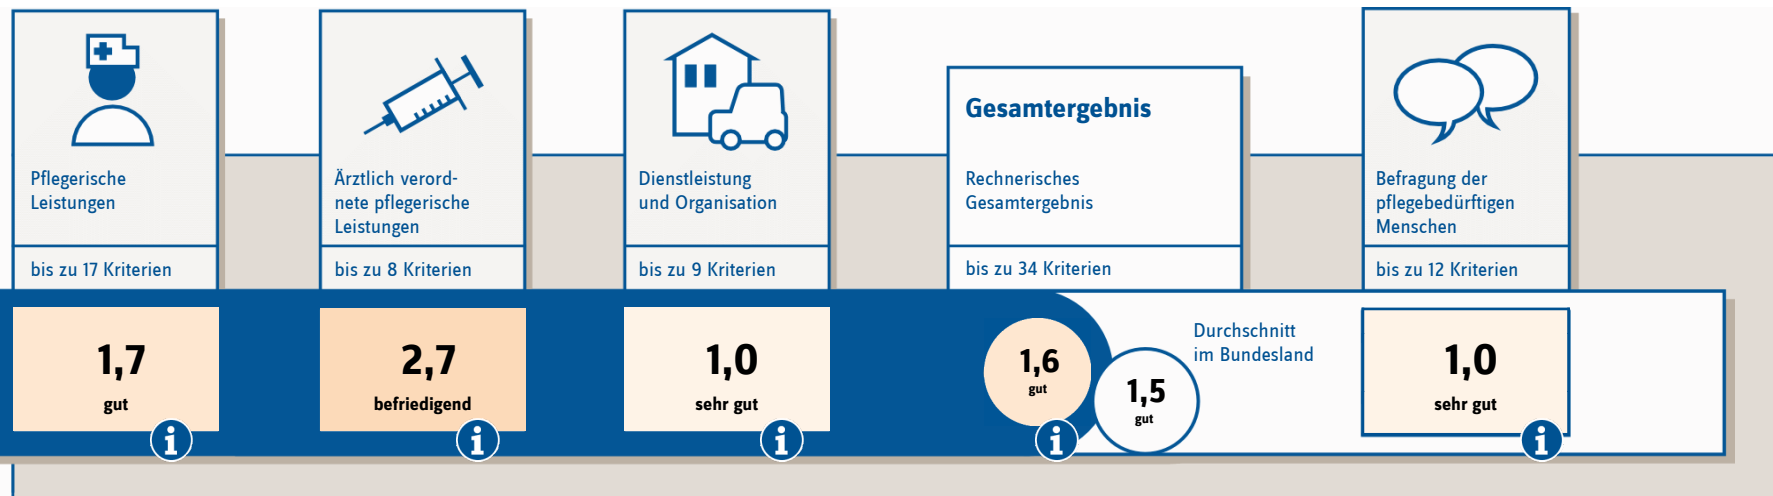 Pflegerische
Leistungen
bis zu 17 Kriterien
1,7
gut
i
Ärztlich verord-
nete pflegerische
Leistungen
bis zu 8 Kriterien
2,7
befriedigend
i
Dienstleistung
und Organisation
bis zu 9 Kriterien
1,0
sehr gut
i
Gesamtergebnis
Rechnerisches
Gesamtergebnis
bis zu 34 Kriterien
1,6
gut
i
1,5
gut
Durchschnitt
im Bundesland
Befragung der
pflegebedürftigen
Menschen
bis zu 12 Kriterien
1,0
sehr gut
i